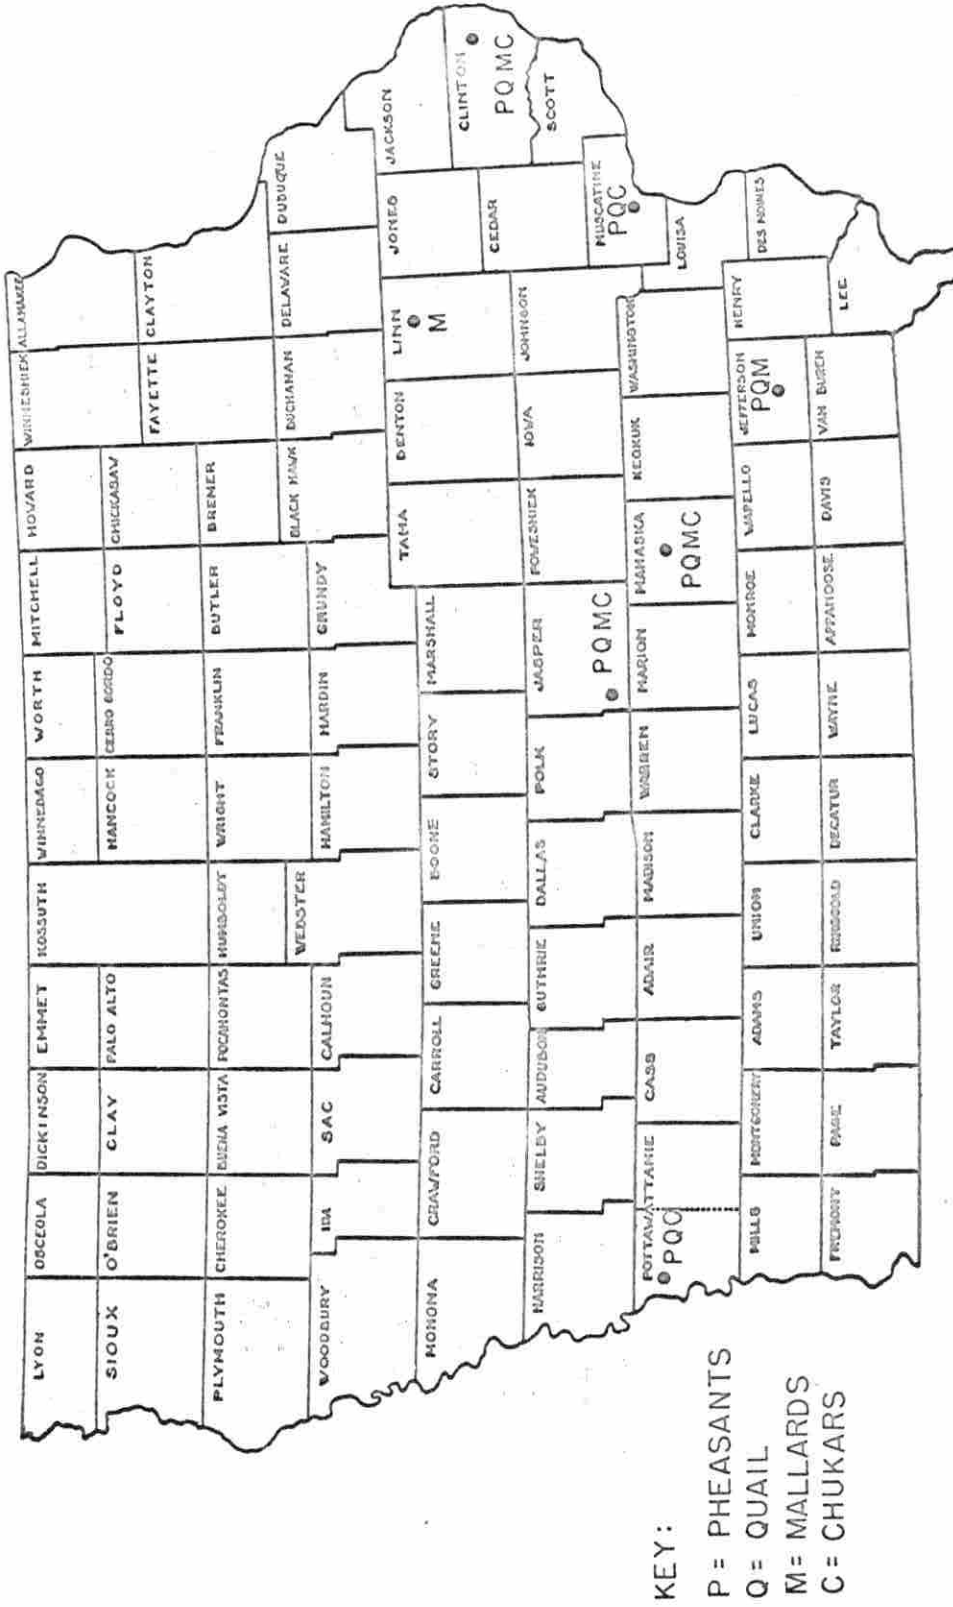 LYON
OSCEOLA
DICKINSON
EMMET
KOSSUTH
WINNEBAGO
WORTH
MITCHELL
HOWARD
WINNESHIEK
ALLAMAKEE
SIOUX
O'BRIEN
CLAY
PALO ALTO
HANCOCK
CERRO GORDO
FLOYD
CHICKASAW
FAYETTE
CLAYTON
PLYMOUTH
CHEROKEE
BUENA VISTA
POCAHONTAS
HUMBOLDT
WRIGHT
FRANKLIN
BUTLER
BREMER
WOODBURY
IDA
SAC
CALHOUN
WEBSTER
HAMILTON
HARDIN
GRUNDY
BLACK HAWK
BUCHANAN
DELAWARE
DUBUQUE
MONONA
CRAWFORD
CARROLL
GREENE
BOONE
STORY
MARSHALL
TAMA
BENTON
LINN
M
JONES
JACKSON
HARRISON
SHELBY
AUDUBON
GUTHRIE
DALLAS
POLK
JASPER
PQMC
POWESHIEK
IOWA
JOHNSON
CEDAR
CLINTON
PQMC
SCOTT
POTTAWATTAMIE
PQC
CASS
ADAIR
MADISON
WARREN
MARION
MAHASKA
PQMC
KEOKUK
WASHINGTON
MUSCATINE
PQC
LOUISA
MILLS
MONTGOMERY
ADAMS
UNION
CLARKE
LUCAS
MONROE
WAPELLO
JEFFERSON
PQM
HENRY
DES MOINES
FREMONT
PAGE
TAYLOR
RINGGOLD
DECATUR
WAYNE
APPANOOSE
DAVIS
VAN BUREN
LEE
KEY:
P = PHEASANTS
Q = QUAIL
M = MALLARDS
C = CHUKARS